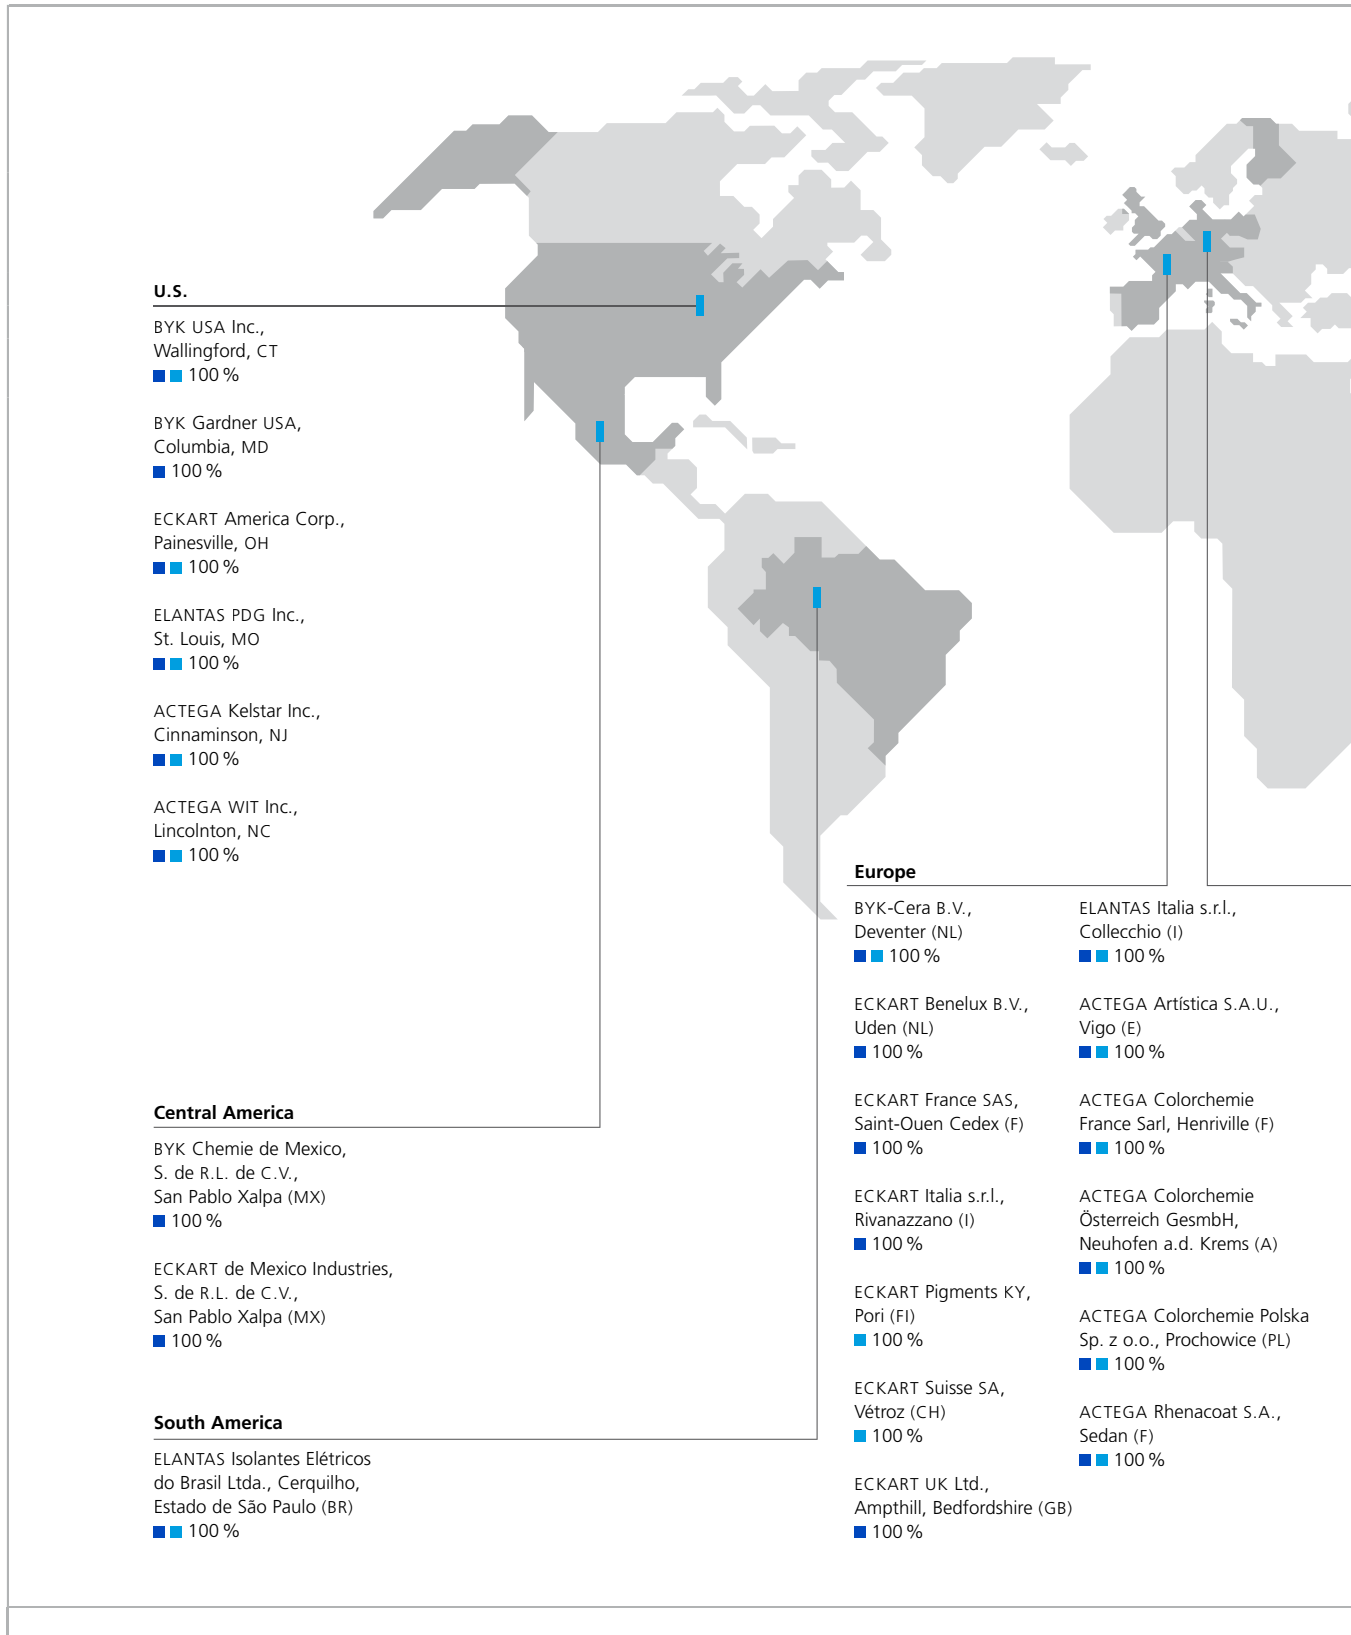 U.S.
BYK USA Inc.,
Wallingford, CT
100 %
BYK Gardner USA,
Columbia, MD
100 %
ECKART America Corp.,
Painesville, OH
100 %
ELANTAS PDG Inc.,
St. Louis, MO
100 %
ACTEGA Kelstar Inc.,
Cinnaminson, NJ
100 %
ACTEGA WIT Inc.,
Lincolnton, NC
100 %
Central America
BYK Chemie de Mexico,
S. de R.L. de C.V.,
San Pablo Xalpa (MX)
100 %
ECKART de Mexico Industries,
S. de R.L. de C.V.,
San Pablo Xalpa (MX)
100 %
South America
ELANTAS Isolantes Elétricos
do Brasil Ltda., Cerquilho,
Estado de São Paulo (BR)
100 %
Europe
BYK-Cera B.V.,
Deventer (NL)
100 %
ECKART Benelux B.V.,
Uden (NL)
100 %
ECKART France SAS,
Saint-Ouen Cedex (F)
100 %
ECKART Italia s.r.l.,
Rivanazzano (I)
100 %
ECKART Pigments KY,
Pori (FI)
100 %
ECKART Suisse SA,
Vétroz (CH)
100 %
ECKART UK Ltd.,
Ampthill, Bedfordshire (GB)
100 %
ELANTAS Italia s.r.l.,
Collecchio (I)
100 %
ACTEGA Artística S.A.U.,
Vigo (E)
100 %
ACTEGA Colorchemie
France Sarl, Henriville (F)
100 %
ACTEGA Colorchemie
Österreich GesmbH,
Neuhofen a.d. Krems (A)
100 %
ACTEGA Colorchemie Polska
Sp. z o.o., Prochowice (PL)
100 %
ACTEGA Rhenacoat S.A.,
Sedan (F)
100 %